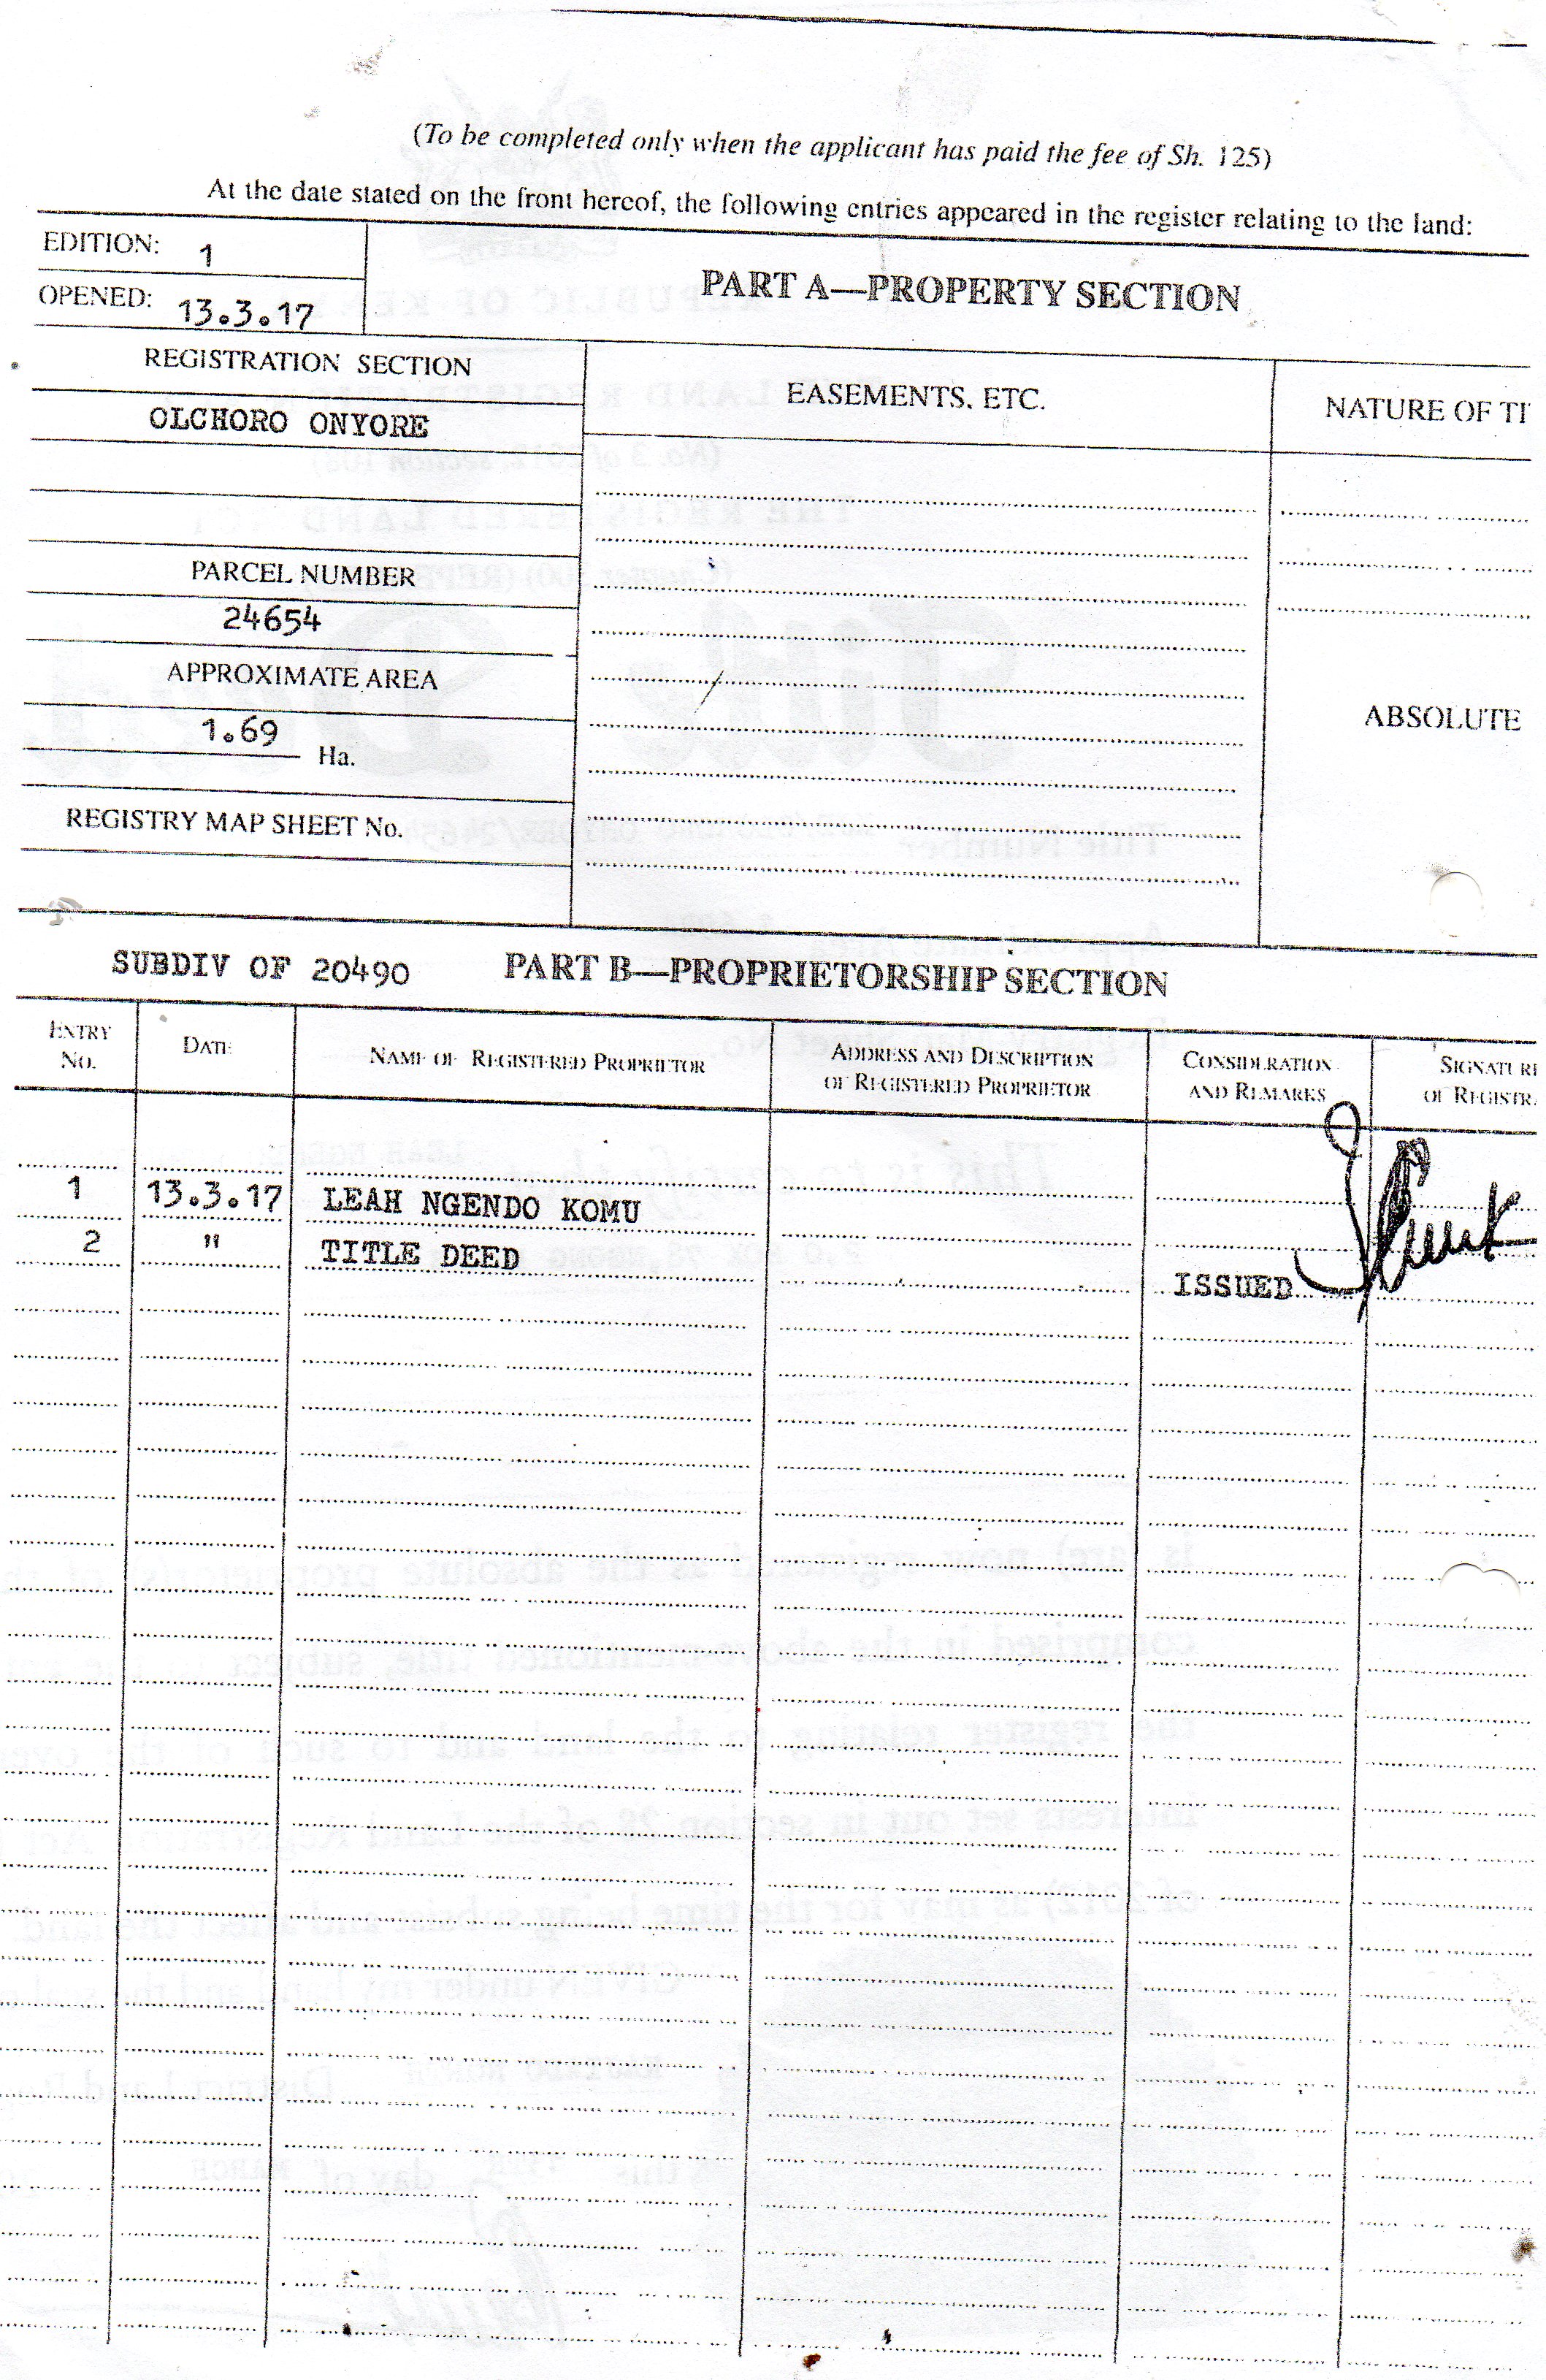 (To be completed only when the applicant has paid the fee of Sh. 125)
At the date stated on the front hereof, the following entries appeared in the register relating to the land:
EDITION: 1
OPENED: 13.3.17
PART A—PROPERTY SECTION
REGISTRATION SECTION
EASEMENTS, ETC.
NATURE OF TI
OLCHORO ONYORE
PARCEL NUMBER
24654
APPROXIMATE AREA
1.69 Ha.
ABSOLUTE
REGISTRY MAP SHEET No.
SUBDIV OF 20490 PART B—PROPRIETORSHIP SECTION
ENTRY No.
DATE
NAME OF REGISTERED PROPRIETOR
ADDRESS AND DESCRIPTION OF REGISTERED PROPRIETOR
CONSIDERATION AND REMARKS
SIGNATURE OF REGISTRA
1 13.3.17 LEAH NGENDO KOMU
2 " TITLE DEED ISSUED